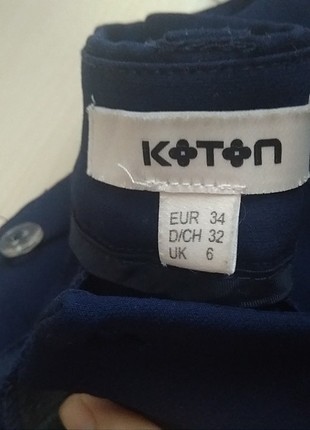 KOTON
EUR 34
D/CH 32
UK 6